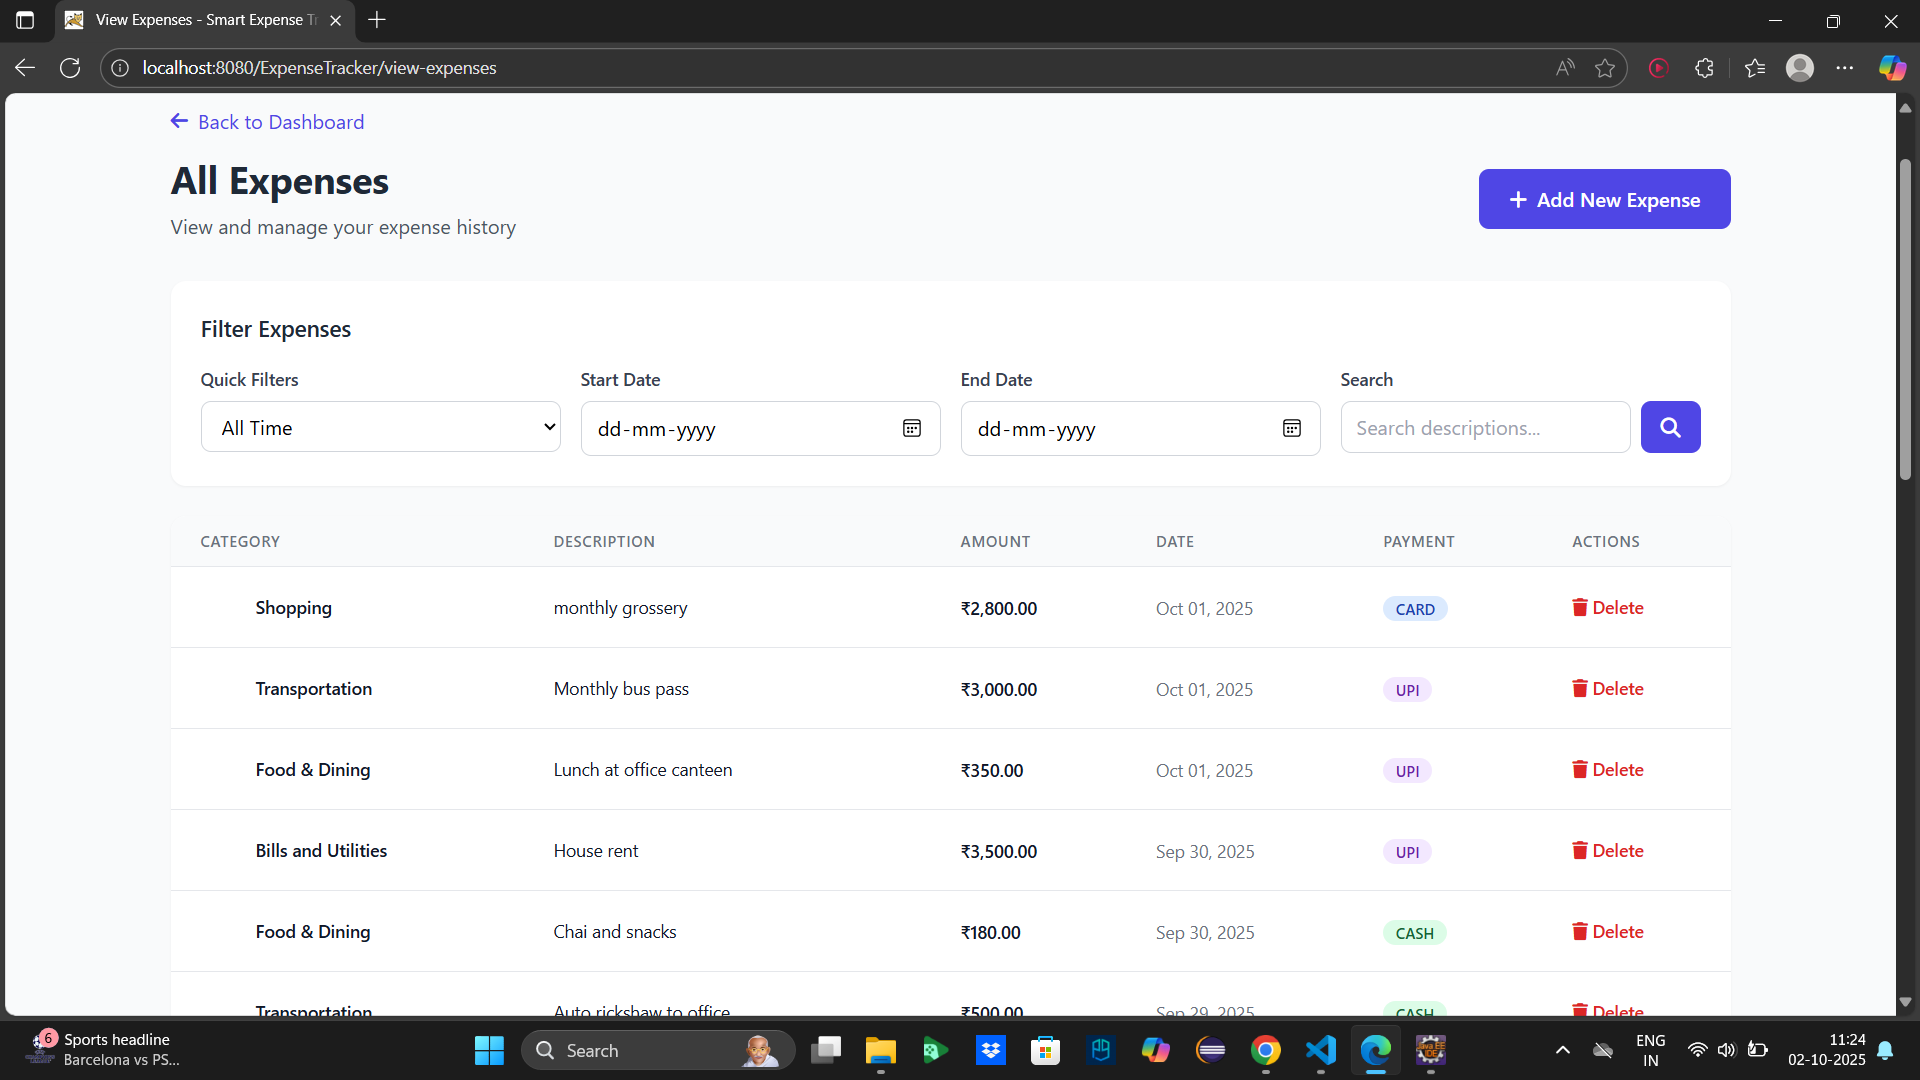 View Expenses - Smart Expense Tr
localhost:8080/ExpenseTracker/view-expenses
Back to Dashboard
All Expenses
View and manage your expense history
+ Add New Expense
Filter Expenses
Quick Filters
Start Date
End Date
Search
All Time
dd-mm-yyyy
dd-mm-yyyy
Search descriptions...
CATEGORY DESCRIPTION AMOUNT DATE PAYMENT ACTIONS
Shopping monthly grossery ₹2,800.00 Oct 01, 2025 CARD Delete
Transportation Monthly bus pass ₹3,000.00 Oct 01, 2025 UPI Delete
Food & Dining Lunch at office canteen ₹350.00 Oct 01, 2025 UPI Delete
Bills and Utilities House rent ₹3,500.00 Sep 30, 2025 UPI Delete
Food & Dining Chai and snacks ₹180.00 Sep 30, 2025 CASH Delete
Transportation Auto rickshaw to office ₹500.00 Sep 29, 2025 CASH Delete
6
Sports headline
Barcelona vs PS...
Search
ENG
IN
11:24
02-10-2025